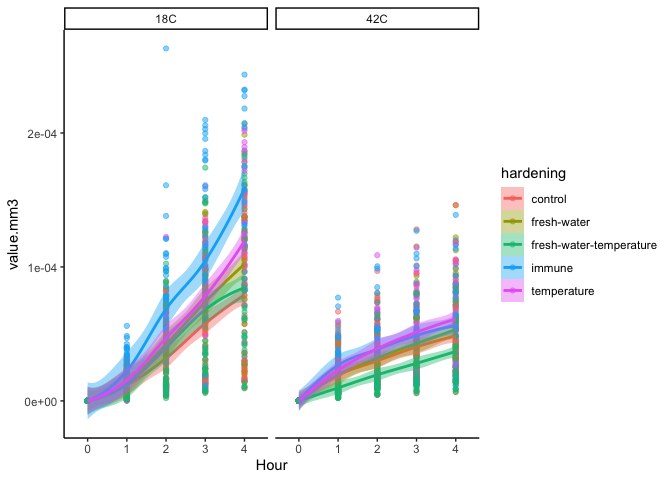 18C
42C
value.mm3
2e-04
1e-04
0e+00
0
1
2
3
4
0
1
2
3
4
Hour
hardening
control
fresh-water
fresh-water-temperature
immune
temperature